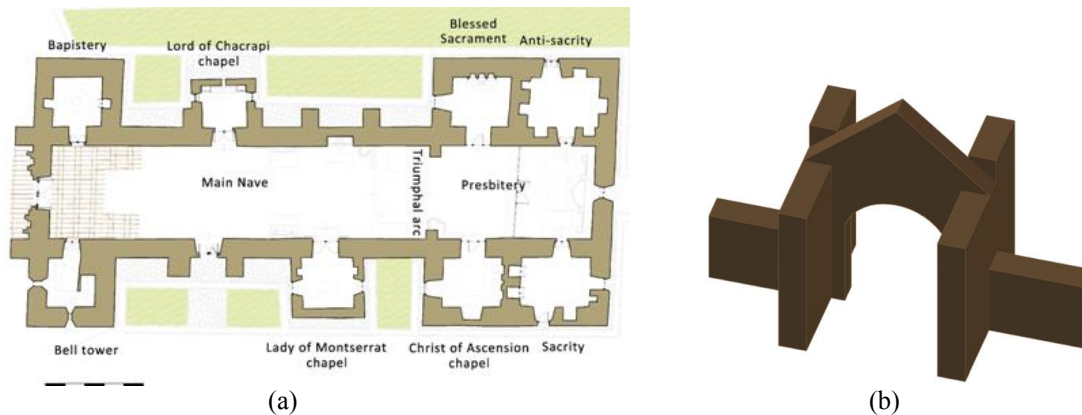 Blessed
Sacrament
Anti-sacrity
Bapistery
Lord of Chacrapi
chapel
Main Nave
Triumphal arc
Presbitery
Bell tower
Lady of Montserrat
chapel
Christ of Ascension
chapel
Sacrity
(a)
(b)